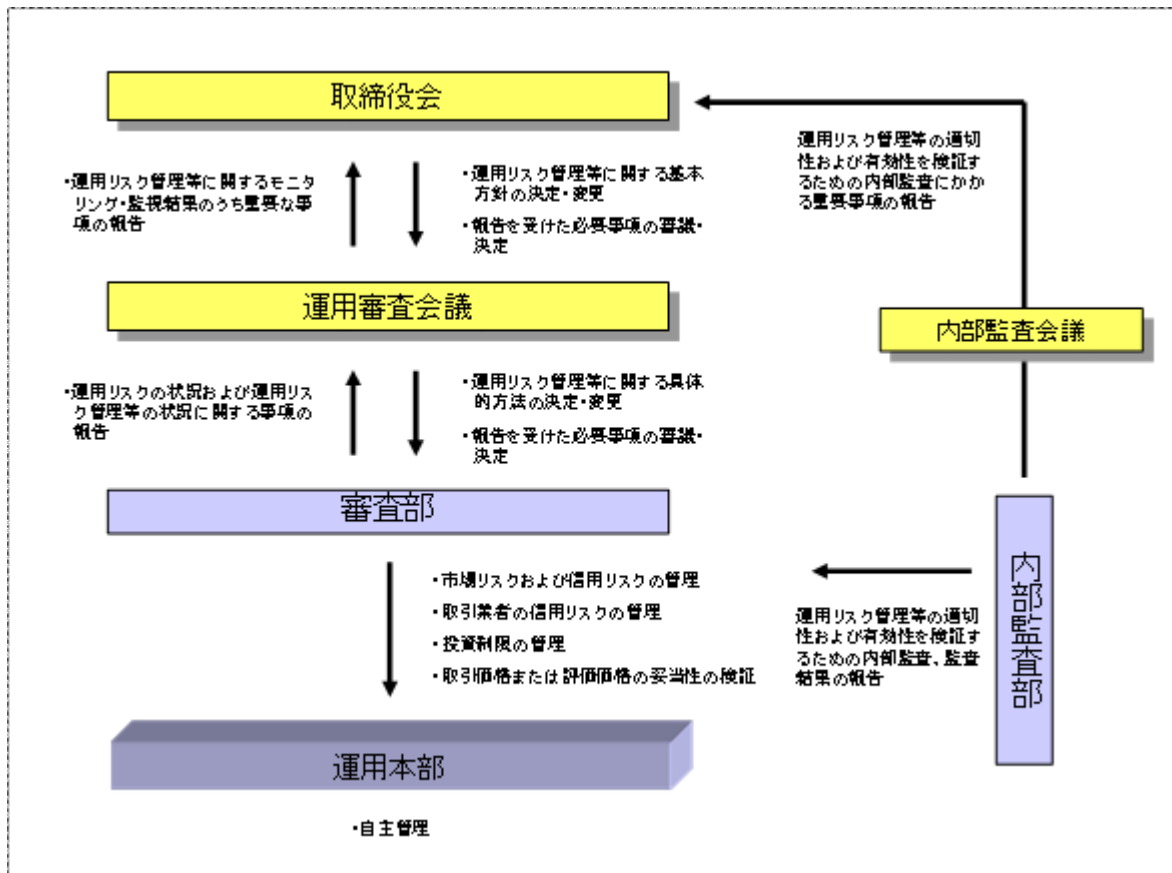 取締役会
運用リスク管理等の適切
性および有効性を検証す
るための内部監査にかか
る重要事項の報告
・運用リスク管理等に関するモニタ
リング・監視結果のうち重要な事
項の報告
・運用リスク管理等に関する基本
方針の決定・変更
・報告を受けた必要事項の審議・
決定
運用審査会議
内部監査会議
・運用リスクの状況および運用リス
ク管理等の状況に関する事項の
報告
・運用リスク管理等に関する具体
的方法の決定・変更
・報告を受けた必要事項の審議・
決定
審査部
・市場リスクおよび信用リスクの管理
・取引業者の信用リスクの管理
・投資制限の管理
・取引価格または評価価格の妥当性の検証
運用リスク管理等の適切
性および有効性を検証す
るための内部監査、監査
結果の報告
内部監査部
運用本部
・自主管理